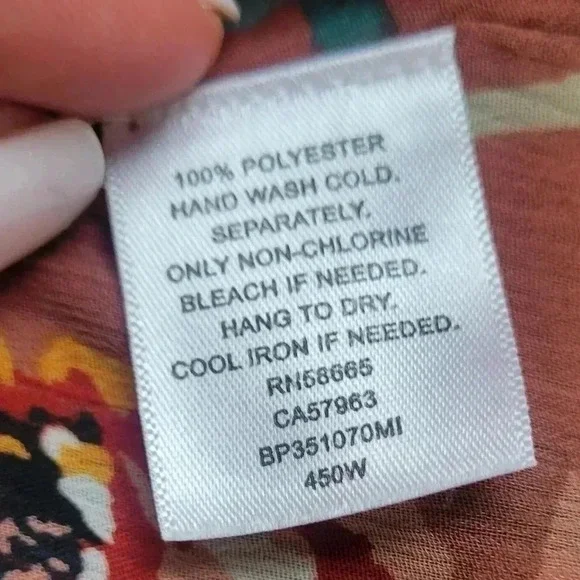 100% POLYESTER
HAND WASH COLD.
SEPARATELY.
ONLY NON-CHLORINE
BLEACH IF NEEDED.
HANG TO DRY.
COOL IRON IF NEEDED.
RN58665
CA57963
BP351070MI
450W